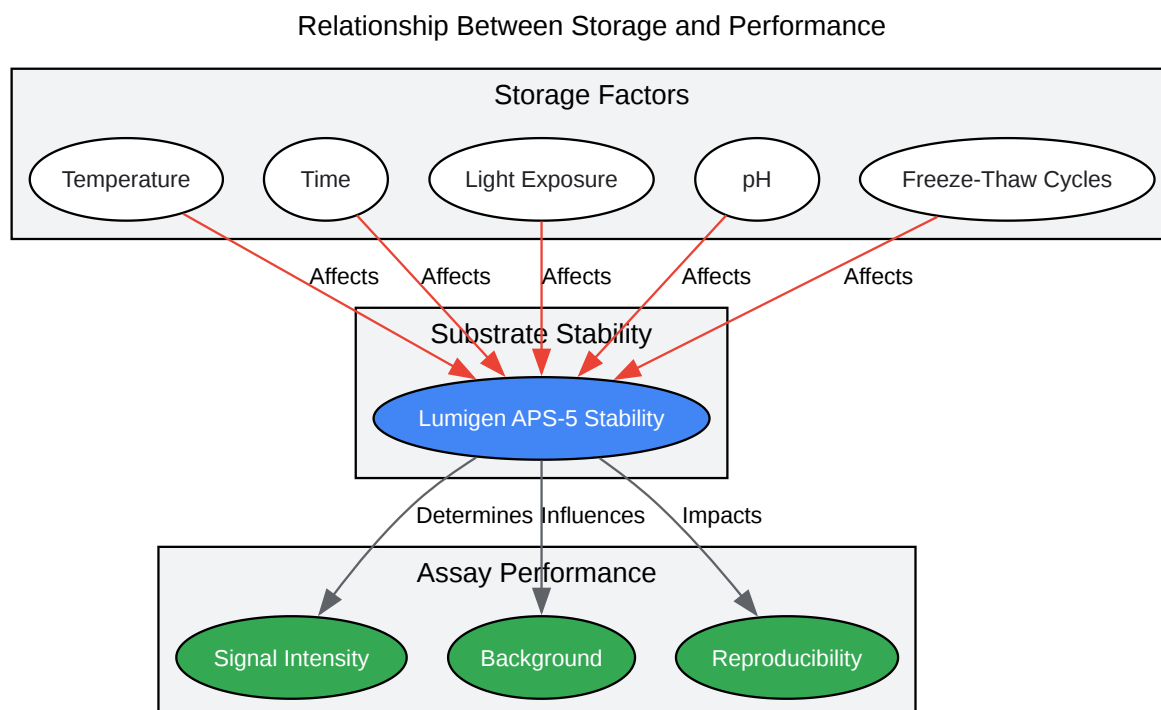 Relationship Between Storage and Performance
Storage Factors
Temperature
Time
Light Exposure
pH
Freeze-Thaw Cycles
Affects
Affects
Affects
Affects
Affects
Substrate Stability
Lumigen APS-5 Stability
Determines
Influences
Impacts
Assay Performance
Signal Intensity
Background
Reproducibility